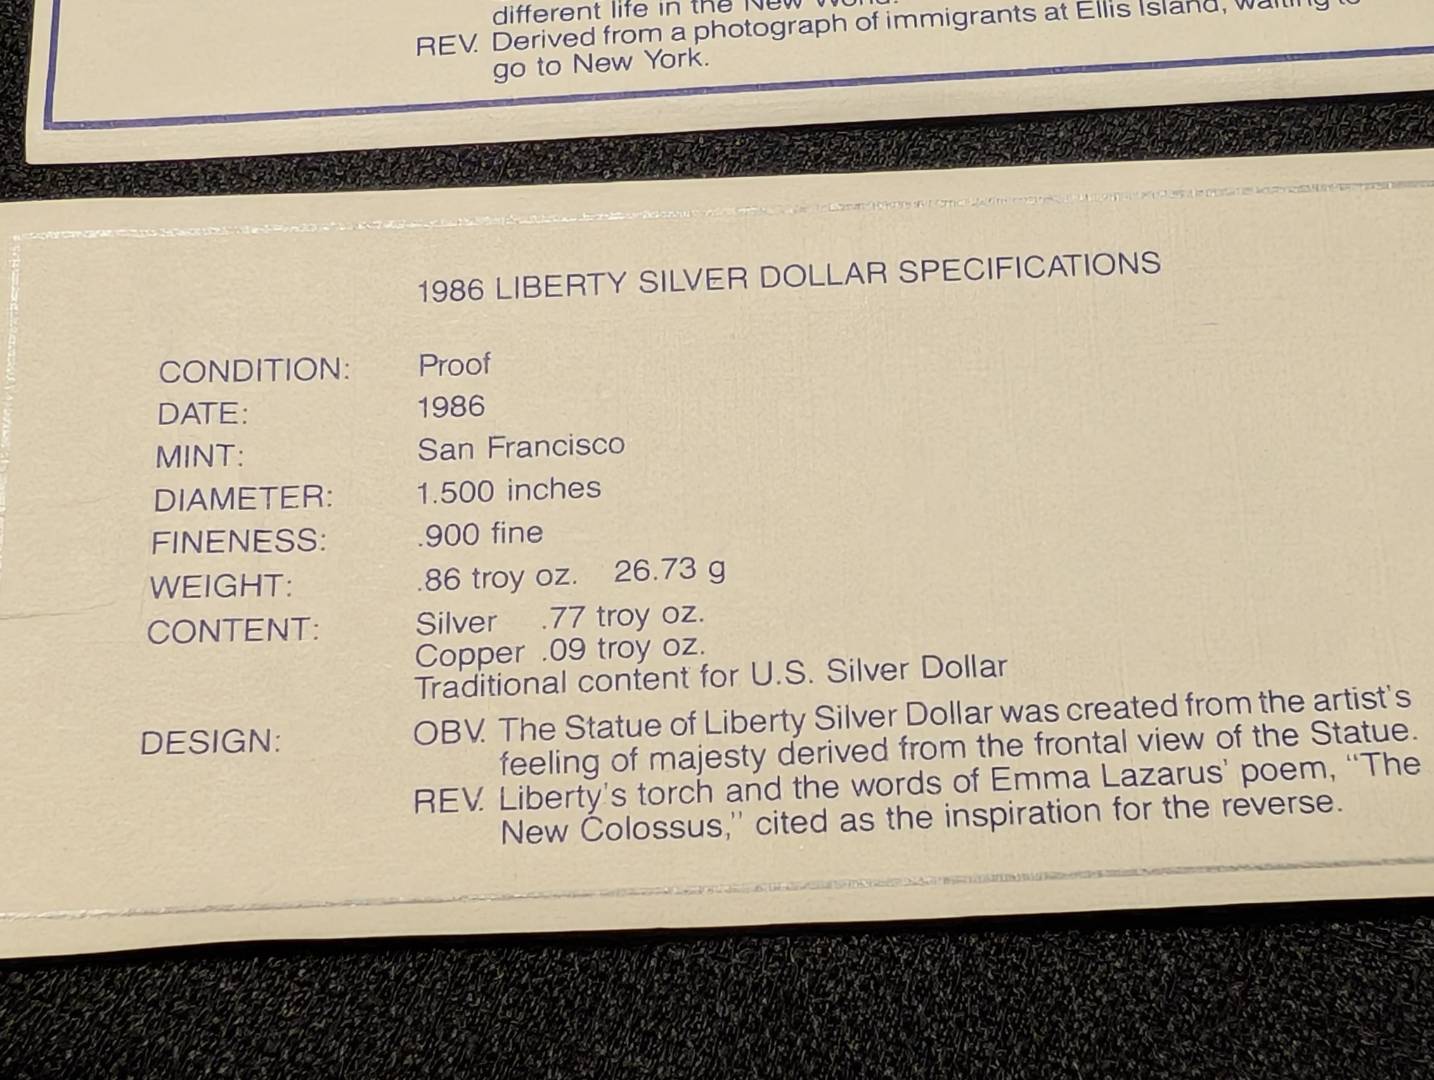 different life in the New World.
REV. Derived from a photograph of immigrants at Ellis Island, waiting to
go to New York.
1986 LIBERTY SILVER DOLLAR SPECIFICATIONS
CONDITION: Proof
DATE: 1986
MINT: San Francisco
DIAMETER: 1.500 inches
FINENESS: .900 fine
WEIGHT: .86 troy oz. 26.73 g
CONTENT: Silver .77 troy oz.
Copper .09 troy oz.
Traditional content for U.S. Silver Dollar
DESIGN: OBV. The Statue of Liberty Silver Dollar was created from the artist's
feeling of majesty derived from the frontal view of the Statue.
REV. Liberty's torch and the words of Emma Lazarus' poem, "The
New Colossus," cited as the inspiration for the reverse.